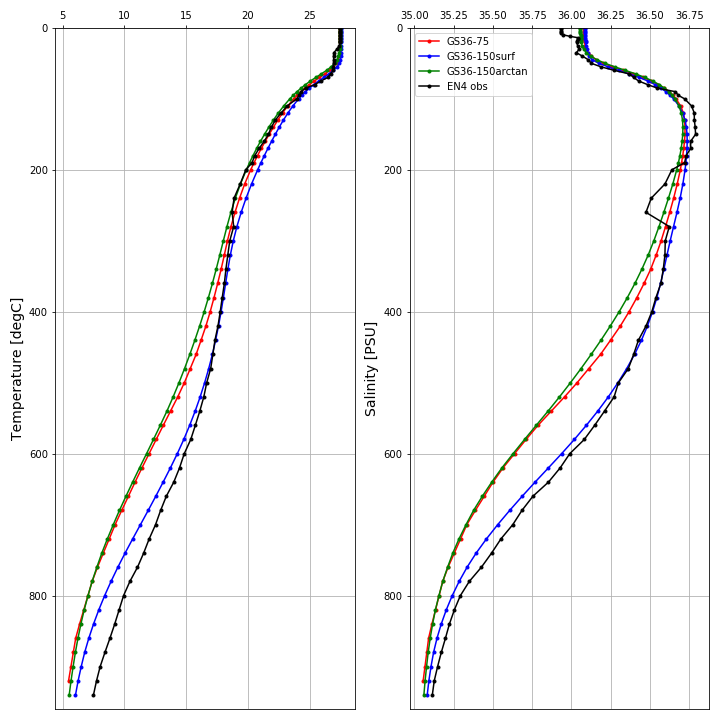 5 10 15 20 25
35.00 35.25 35.50 35.75 36.00 36.25 36.50 36.75
0
200
400
600
800
Temperature [degC]
0
200
400
600
800
Salinity [PSU]
GS36-75
GS36-150surf
GS36-150arctan
EN4 obs